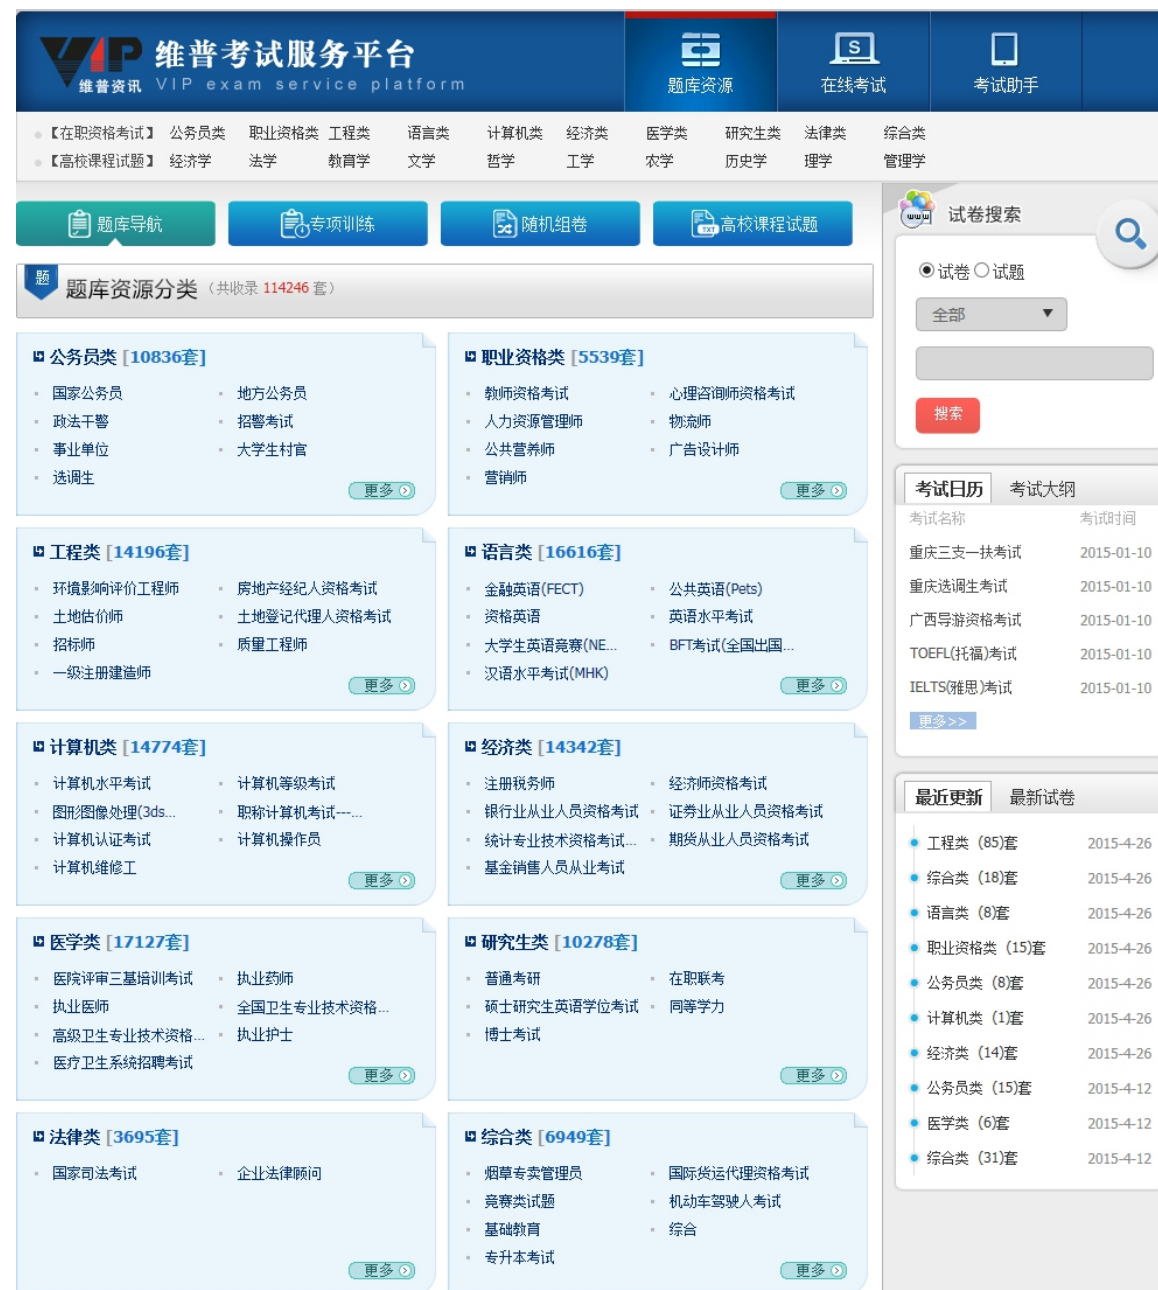 VIP 维普考试服务平台
维普资讯 VIP exam service platform
题库资源 在线考试 考试助手
【在职资格考试】 公务员类 职业资格类 工程类 语言类 计算机类 经济类 医学类 研究生类 法律类 综合类
【高校课程试题】 经济学 法学 教育学 文学 哲学 工学 农学 历史学 理学 管理学
题库导航 专项训练 随机组卷 高校课程试题
题 题库资源分类 (共收录 114246 套)
公务员类 [10836套]
国家公务员 地方公务员
政法干警 招警考试
事业单位 大学生村官
选调生
更多
职业资格类 [5539套]
教师资格考试 心理咨询师资格考试
人力资源管理师 物流师
公共营养师 广告设计师
营销师
更多
工程类 [14196套]
环境影响评价工程师 房地产经纪人资格考试
土地估价师 土地登记代理人资格考试
招标师 质量工程师
一级注册建造师
更多
语言类 [16616套]
金融英语(FECT) 公共英语(Pets)
资格英语 英语水平考试
大学生英语竞赛(NE... BFT考试(全国出国...
汉语水平考试(MHK)
更多
计算机类 [14774套]
计算机水平考试 计算机等级考试
图形图像处理(3ds... 职称计算机考试---...
计算机认证考试 计算机操作员
计算机维修工
更多
经济类 [14342套]
注册税务师 经济师资格考试
银行业从业人员资格考试 证券业从业人员资格考试
统计专业技术资格考试... 期货从业人员资格考试
基金销售人员从业考试
更多
医学类 [17127套]
医院评审三基培训考试 执业药师
执业医师 全国卫生专业技术资格...
高级卫生专业技术资格... 执业护士
医疗卫生系统招聘考试
更多
研究生类 [10278套]
普通考研 在职联考
硕士研究生英语学位考试 同等学力
博士考试
更多
法律类 [3695套]
国家司法考试 企业法律顾问
更多
综合类 [6949套]
烟草专卖管理员 国际货运代理资格考试
竞赛类试题 机动车驾驶人考试
基础教育 综合
专升本考试
更多
www 试卷搜索
试卷 试题
全部
搜索
考试日历 考试大纲
考试名称 考试时间
重庆三支一扶考试 2015-01-10
重庆选调生考试 2015-01-10
广西导游资格考试 2015-01-10
TOEFL(托福)考试 2015-01-10
IELTS(雅思)考试 2015-01-10
更多>>
最近更新 最新试卷
工程类 (85)套 2015-4-26
综合类 (18)套 2015-4-26
语言类 (8)套 2015-4-26
职业资格类 (15)套 2015-4-26
公务员类 (8)套 2015-4-26
计算机类 (1)套 2015-4-26
经济类 (14)套 2015-4-26
公务员类 (15)套 2015-4-12
医学类 (6)套 2015-4-12
综合类 (31)套 2015-4-12